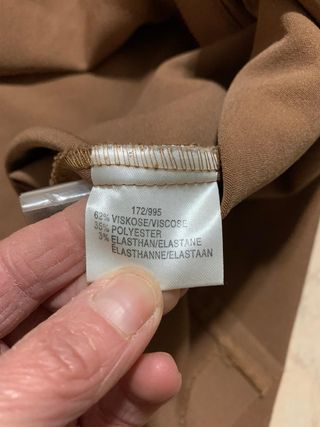 172/995
62% VISKOSE/VISCOSE
35% POLYESTER
3% ELASTHAN/ELASTANE
ELASTHANNE/ELASTAAN